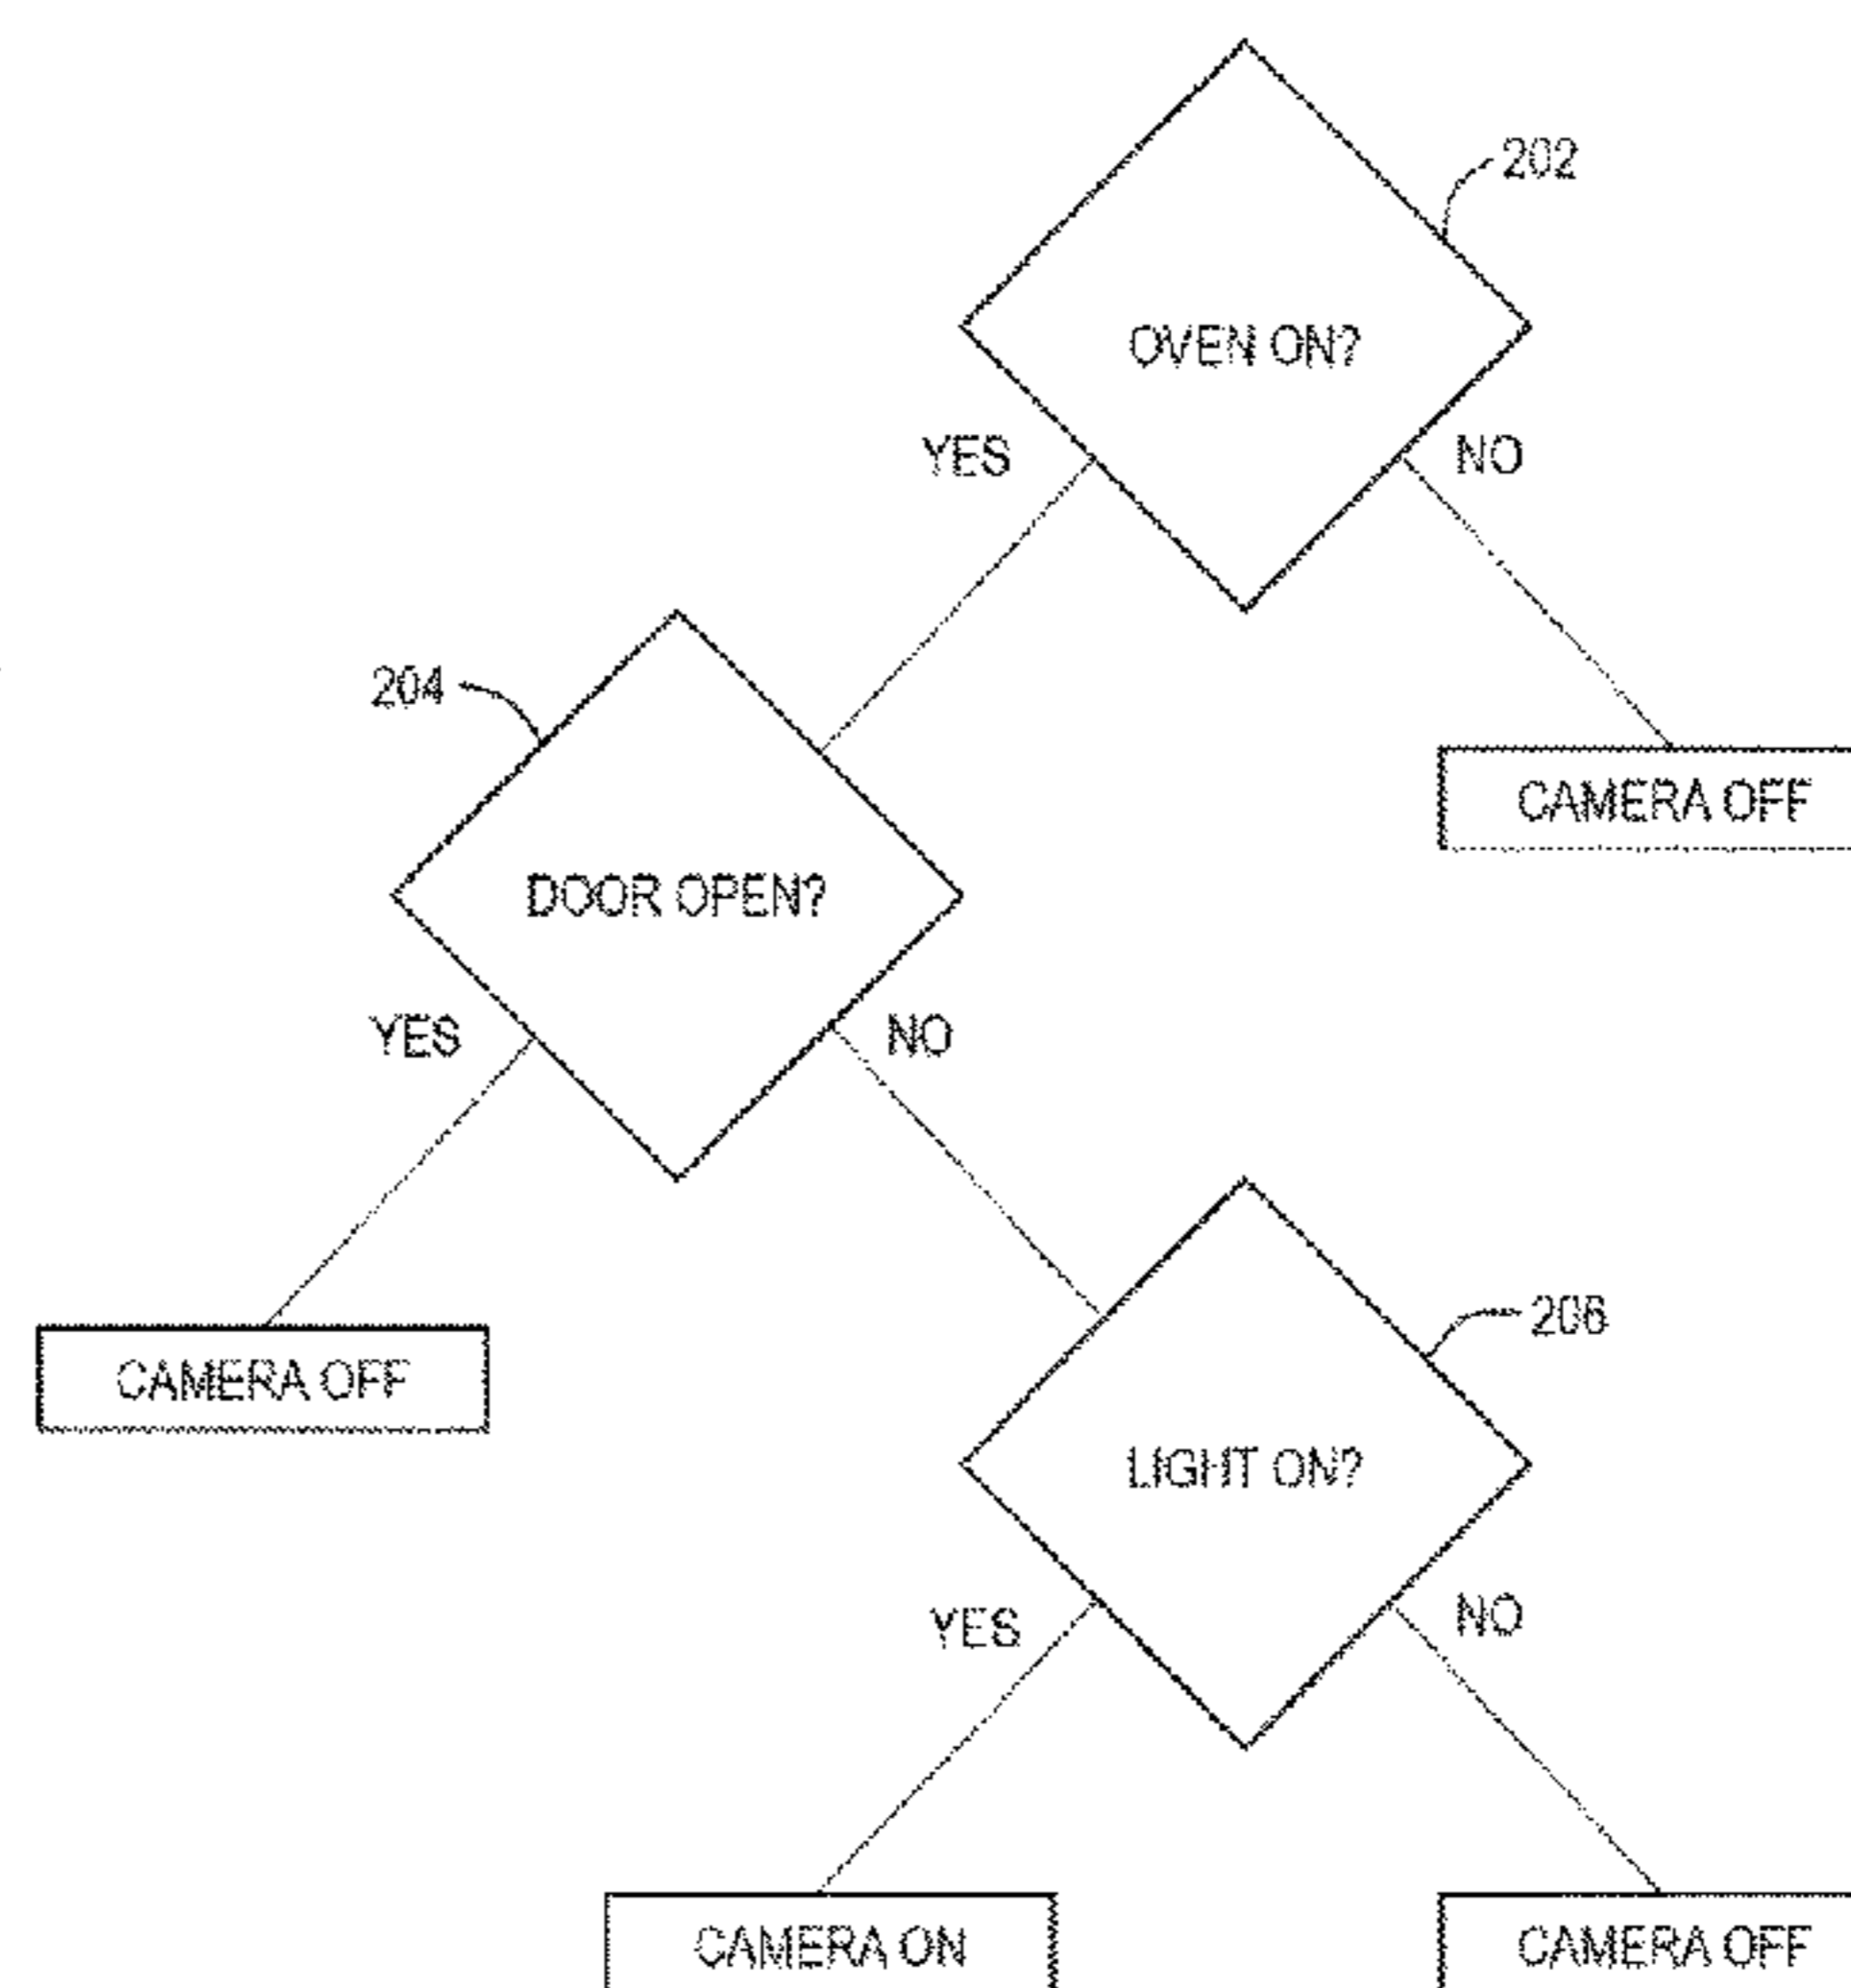 202
OVEN ON?
YES
NO
204
CAMERA OFF
DOOR OPEN?
YES
NO
206
CAMERA OFF
LIGHT ON?
YES
NO
CAMERA ON
CAMERA OFF